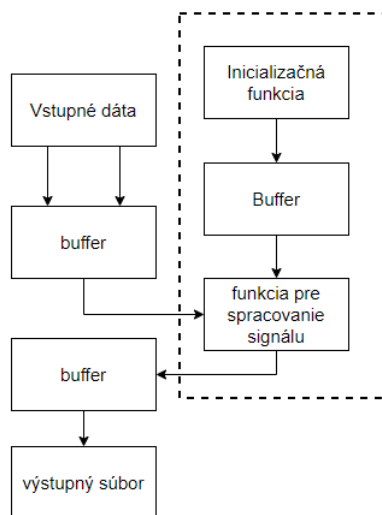 Inicializačná
funkcia
Vstupné dáta
Buffer
buffer
funkcia pre
spracovanie
signálu
buffer
výstupný súbor